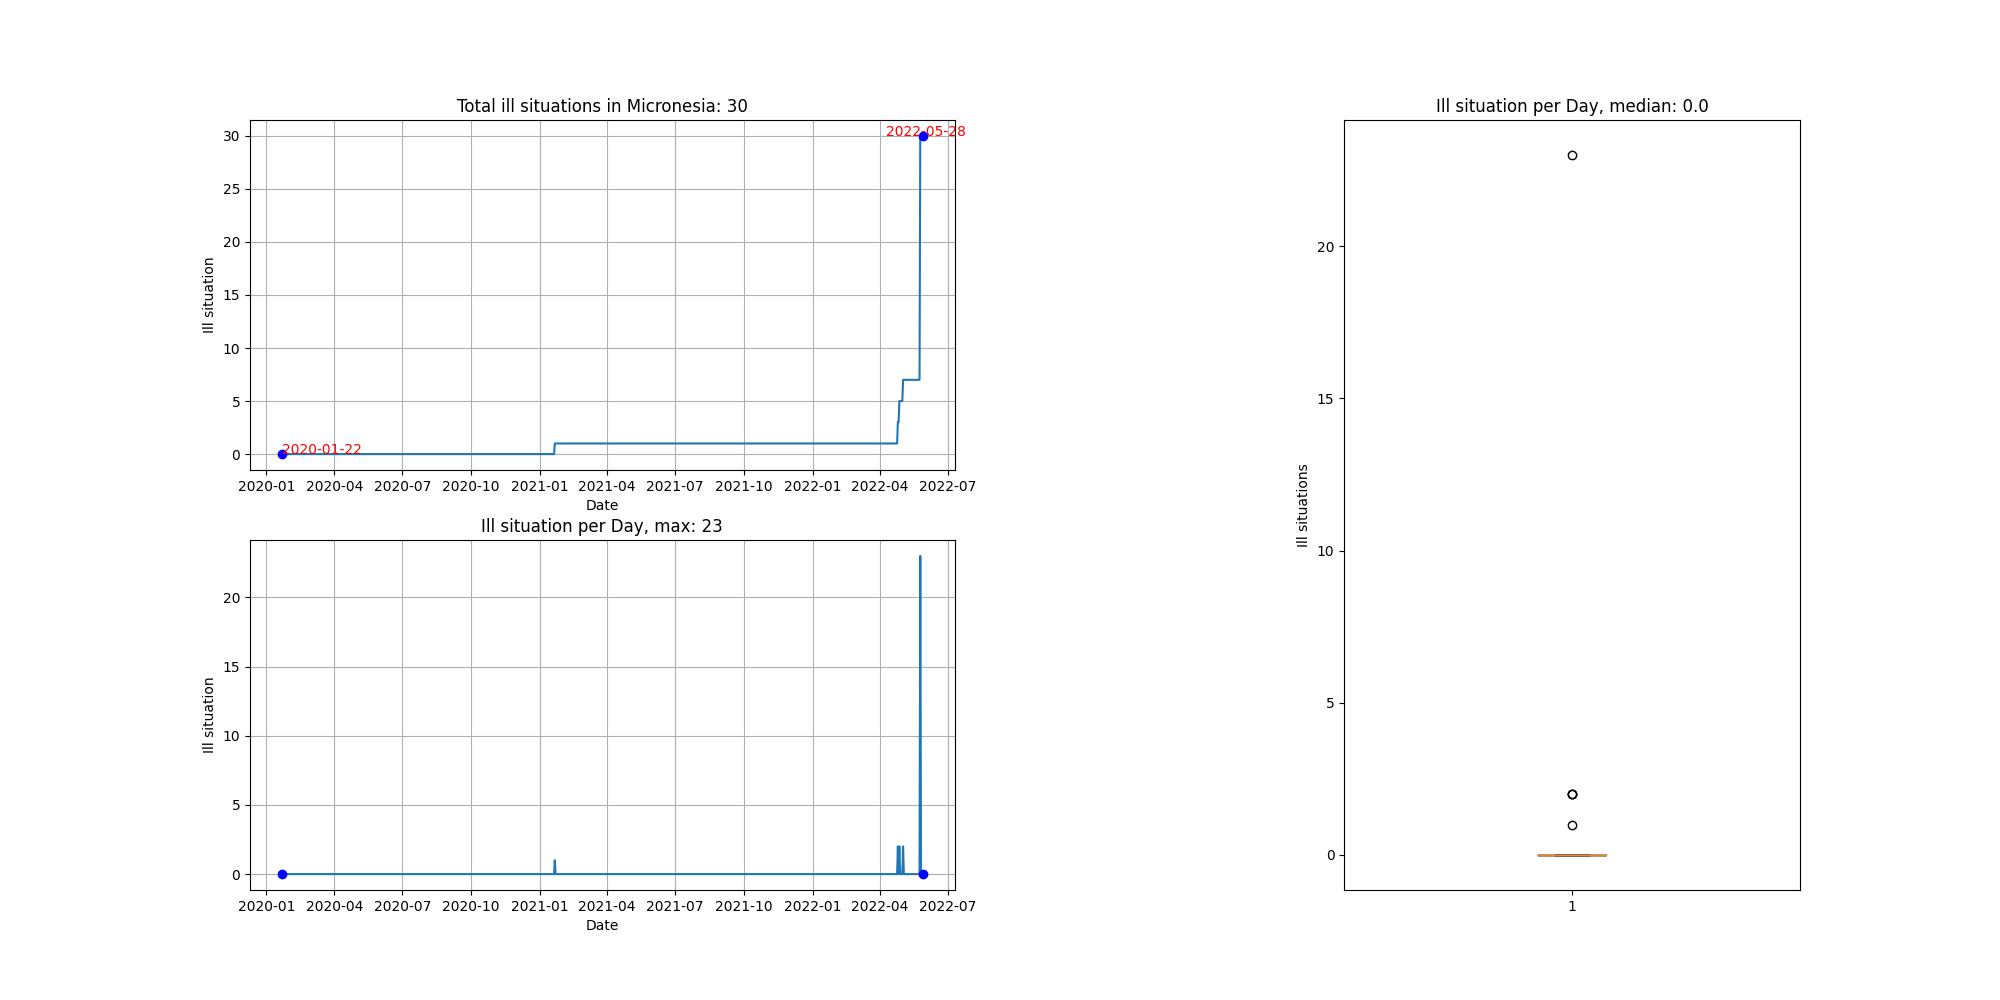 Total ill situations in Micronesia: 30
Ill situation
30
25
20
15
10
5
0
2022-05-28
2020-01-22
2020-01 2020-04 2020-07 2020-10 2021-01 2021-04 2021-07 2021-10 2022-01 2022-04 2022-07
Date
Ill situation per Day, max: 23
Ill situation
20
15
10
5
0
2020-01 2020-04 2020-07 2020-10 2021-01 2021-04 2021-07 2021-10 2022-01 2022-04 2022-07
Date
Ill situation per Day, median: 0.0
Ill situations
20
15
10
5
0
1